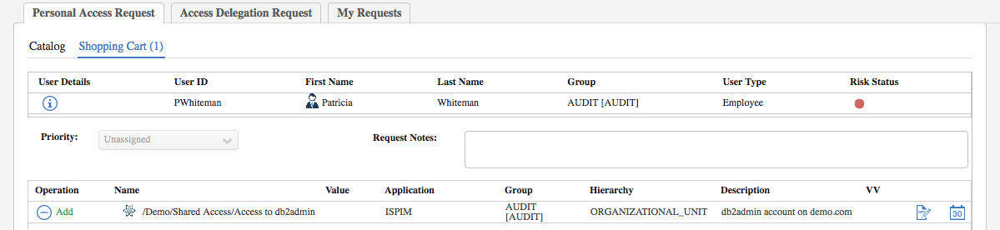 Personal Access Request Access Delegation Request My Requests
Catalog Shopping Cart (1)
User Details User ID First Name Last Name Group User Type Risk Status
i PWhiteman Patricia Whiteman AUDIT [AUDIT] Employee
Priority: Unassigned Request Notes:
Operation Name Value Application Group Hierarchy Description VV
Add /Demo/Shared Access/Access to db2admin ISPIM AUDIT [AUDIT] ORGANIZATIONAL_UNIT db2admin account on demo.com 30